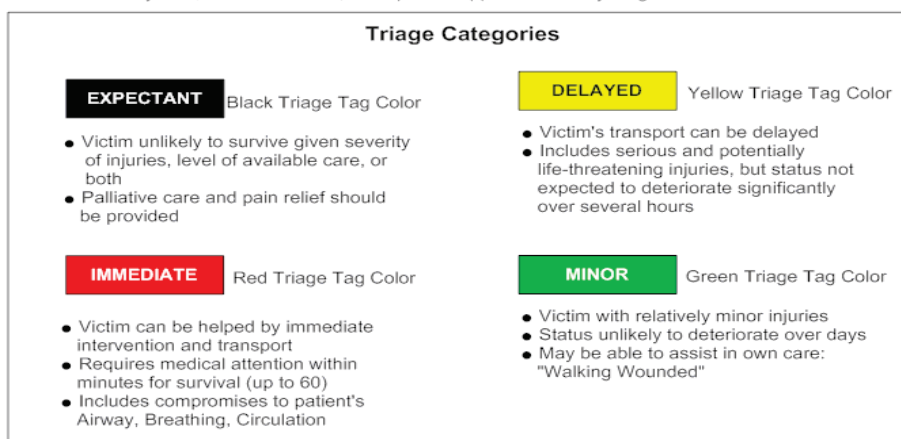 Triage Categories
EXPECTANT Black Triage Tag Color
● Victim unlikely to survive given severity
of injuries, level of available care, or
both
● Palliative care and pain relief should
be provided
DELAYED Yellow Triage Tag Color
● Victim's transport can be delayed
● Includes serious and potentially
life-threatening injuries, but status not
expected to deteriorate significantly
over several hours
IMMEDIATE Red Triage Tag Color
● Victim can be helped by immediate
intervention and transport
● Requires medical attention within
minutes for survival (up to 60)
● Includes compromises to patient's
Airway, Breathing, Circulation
MINOR Green Triage Tag Color
● Victim with relatively minor injuries
● Status unlikely to deteriorate over days
● May be able to assist in own care:
"Walking Wounded"